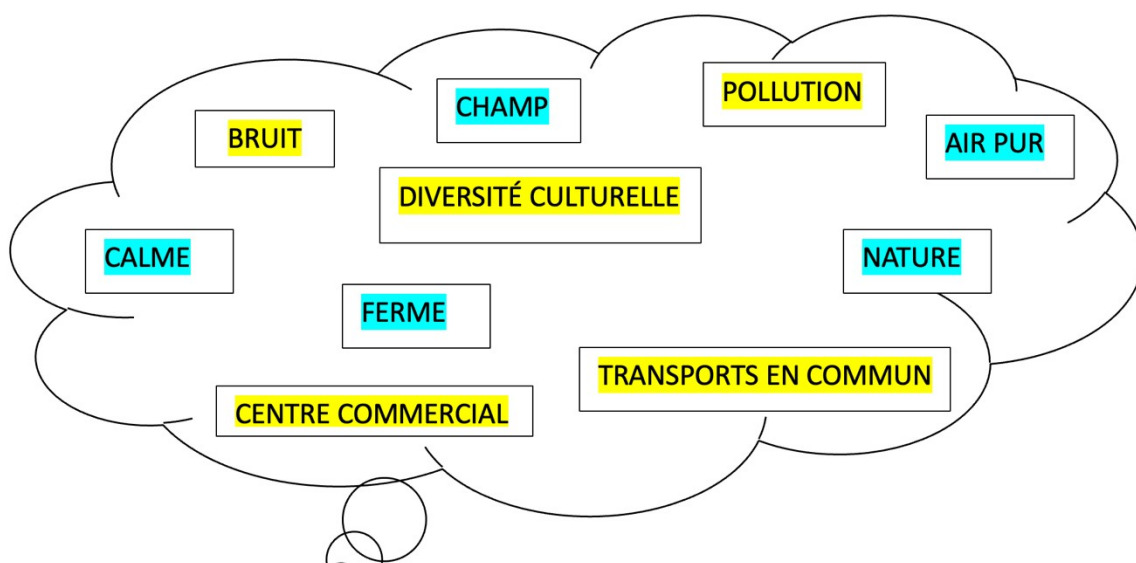 POLLUTION
CHAMP
BRUIT
AIR PUR
DIVERSITÉ CULTURELLE
CALME
NATURE
FERME
TRANSPORTS EN COMMUN
CENTRE COMMERCIAL